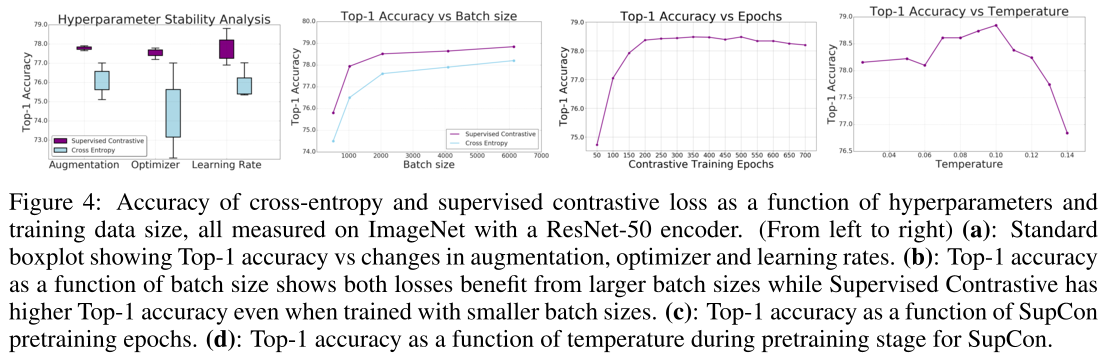 Hyperparameter Stability Analysis
Top-1 Accuracy
78.0
77.0
76.0
75.0
74.0
73.0
Supervised Contrastive
Cross Entropy
Augmentation Optimizer Learning Rate
Top-1 Accuracy vs Batch size
Top-1 Accuracy
80.0
79.0
78.0
77.0
76.0
75.0
74.0
Supervised Contrastive
Cross Entropy
1000 2000 3000 4000 5000 6000 7000
Batch size
Top-1 Accuracy vs Epochs
Top-1 Accuracy
79.0
78.0
77.0
76.0
75.0
50 100 150 200 250 300 350 400 450 500 550 600 650 700
Contrastive Training Epochs
Top-1 Accuracy vs Temperature
Top-1 Accuracy
79.0
78.5
78.0
77.5
77.0
76.5
0.04 0.06 0.08 0.10 0.12 0.14
Temperature
Figure 4: Accuracy of cross-entropy and supervised contrastive loss as a function of hyperparameters and
training data size, all measured on ImageNet with a ResNet-50 encoder. (From left to right) (a): Standard
boxplot showing Top-1 accuracy vs changes in augmentation, optimizer and learning rates. (b): Top-1 accuracy
as a function of batch size shows both losses benefit from larger batch sizes while Supervised Contrastive has
higher Top-1 accuracy even when trained with smaller batch sizes. (c): Top-1 accuracy as a function of SupCon
pretraining epochs. (d): Top-1 accuracy as a function of temperature during pretraining stage for SupCon.